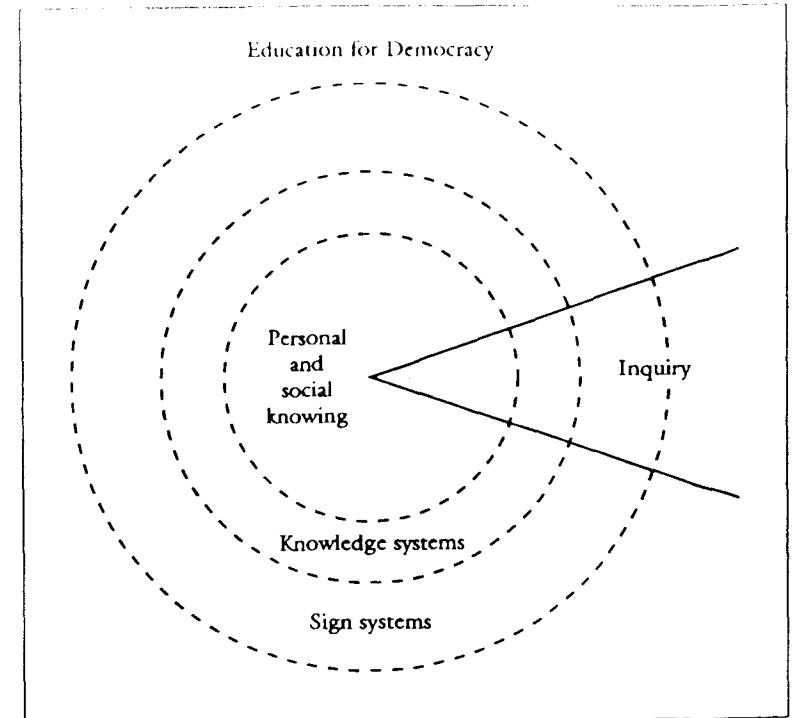 Education for Democracy
Personal
and
social
knowing
Inquiry
Knowledge systems
Sign systems